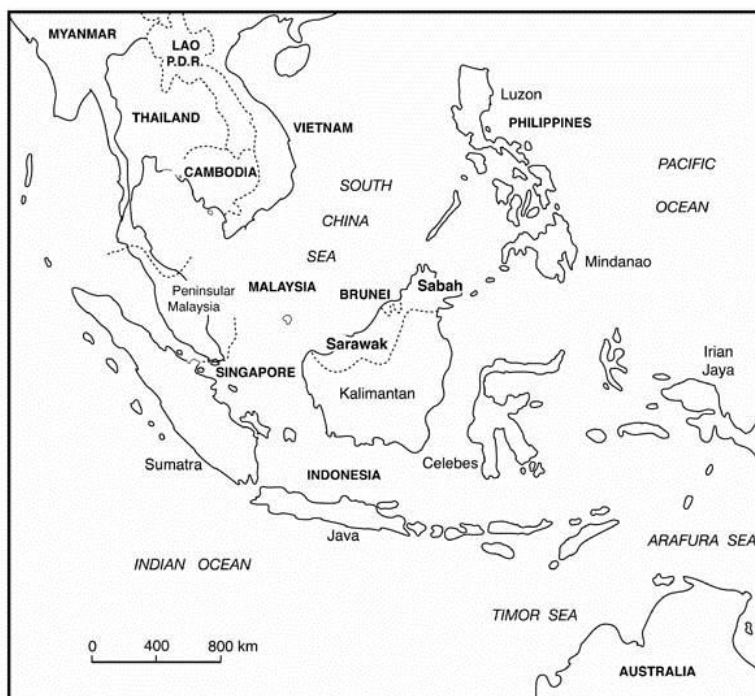 MYANMAR
LAO
P.D.R.
Luzon
THAILAND
VIETNAM
PHILIPPINES
CAMBODIA
PACIFIC
OCEAN
SOUTH
CHINA
SEA
Mindanao
Peninsular
Malaysia
MALAYSIA
BRUNEI
Sabah
Sarawak
SINGAPORE
Kalimantan
Irian
Jaya
Sumatra
INDONESIA
Celebes
Java
ARAFURA SEA
INDIAN OCEAN
TIMOR SEA
0 400 800 km
AUSTRALIA